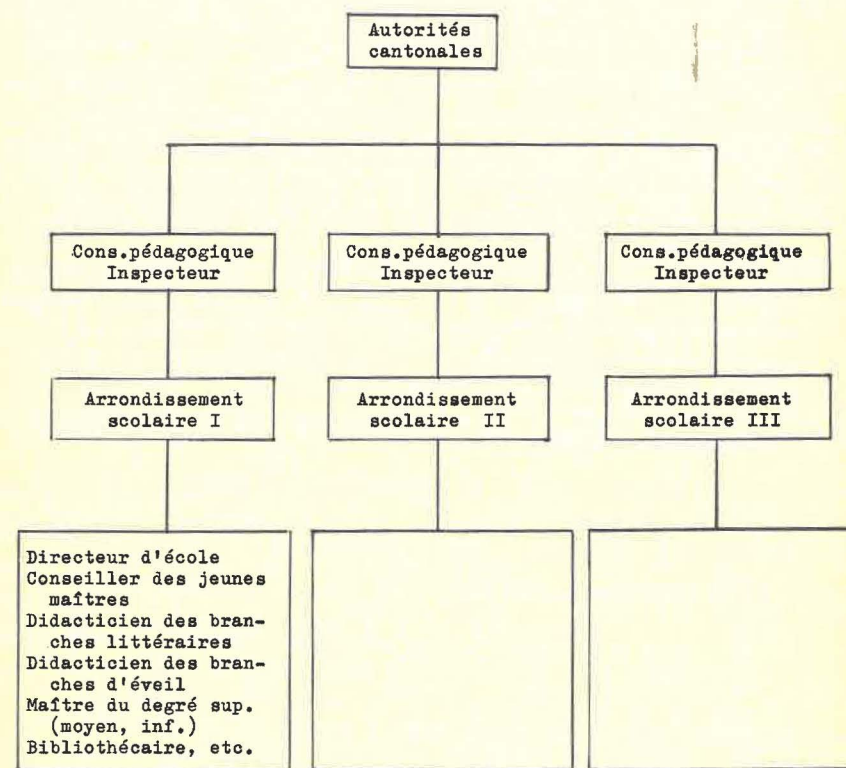 Autorités
cantonales
Cons.pédagogique
Inspecteur
Cons.pédagogique
Inspecteur
Cons.pédagogique
Inspecteur
Arrondissement
scolaire I
Arrondissement
scolaire II
Arrondissement
scolaire III
Directeur d'école
Conseiller des jeunes
maîtres
Didacticien des bran-
ches littéraires
Didacticien des bran-
ches d'éveil
Maître du degré sup.
(moyen, inf.)
Bibliothécaire, etc.